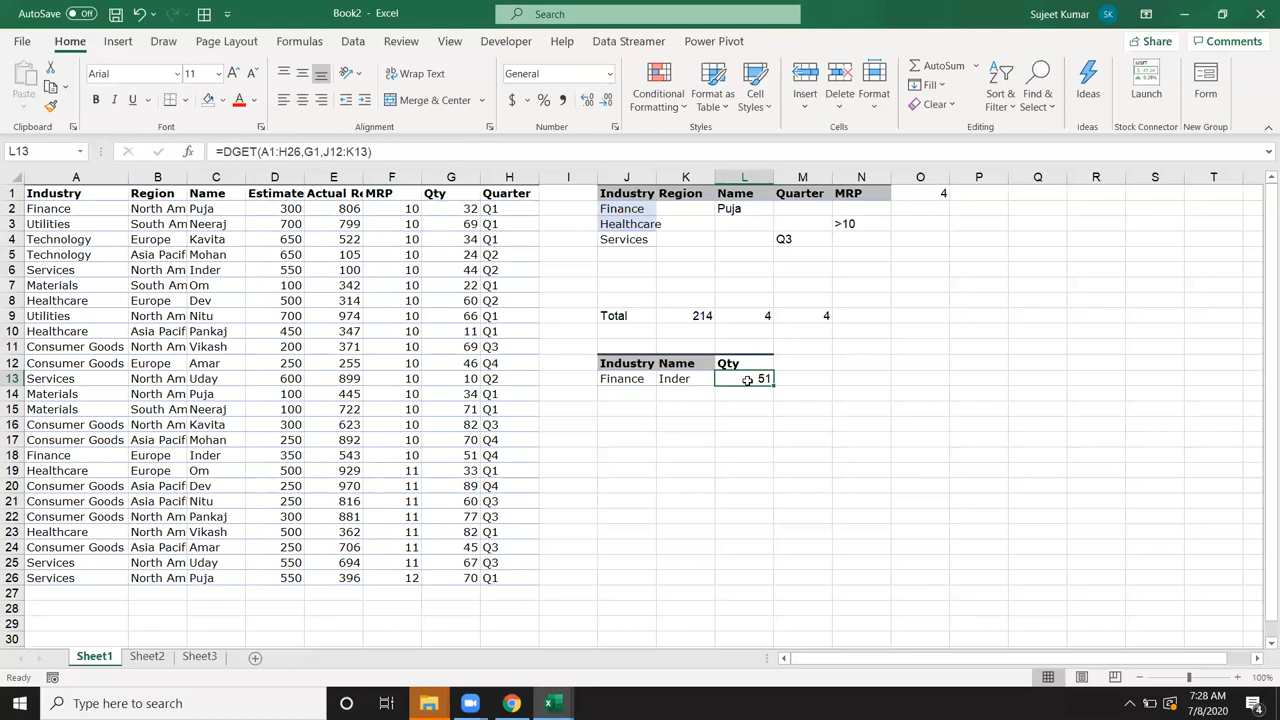 AutoSave Off Book2 - Excel Search Sujeet Kumar SK
File Home Insert Draw Page Layout Formulas Data Review View Developer Help Data Streamer Power Pivot Share Comments
Paste Arial 11 Wrap Text General Conditional Formatting Format as Table Cell Styles Insert Delete Format AutoSum Fill Clear Sort & Filter Find & Select Ideas Launch Form
B I U A Merge & Center $ % ,
Clipboard Font Alignment Number Styles Cells Editing Ideas Stock Connector New Group
L13 fx =DGET(A1:H26,G1,J12:K13)
A B C D E F G H I J K L M N O P Q R S T
1 Industry Region Name Estimate Actual Re MRP Qty Quarter Industry Region Name Quarter MRP 4
2 Finance North Am Puja 300 806 10 32 Q1 Finance Puja
3 Utilities South Am Neeraj 700 799 10 69 Q1 Healthcare >10
4 Technology Europe Kavita 650 522 10 34 Q1 Services Q3
5 Technology Asia Pacif Mohan 650 105 10 24 Q2
6 Services North Am Inder 550 100 10 44 Q2
7 Materials South Am Om 100 342 10 22 Q1
8 Healthcare Europe Dev 500 314 10 60 Q2
9 Utilities North Am Nitu 700 974 10 66 Q1 Total 214 4 4
10 Healthcare Asia Pacif Pankaj 450 347 10 11 Q1
11 Consumer Goods North Am Vikash 200 371 10 69 Q3
12 Consumer Goods Europe Amar 250 255 10 46 Q4 Industry Name Qty
13 Services North Am Uday 600 899 10 10 Q2 Finance Inder 51
14 Materials North Am Puja 100 445 10 34 Q1
15 Materials South Am Neeraj 100 722 10 71 Q1
16 Consumer Goods North Am Kavita 300 623 10 82 Q3
17 Consumer Goods Asia Pacif Mohan 250 892 10 70 Q4
18 Finance Europe Inder 350 543 10 51 Q4
19 Healthcare Europe Om 500 929 11 33 Q1
20 Consumer Goods Asia Pacif Dev 250 970 11 89 Q4
21 Consumer Goods Asia Pacif Nitu 250 816 11 60 Q3
22 Consumer Goods North Am Pankaj 300 881 11 77 Q3
23 Healthcare North Am Vikash 500 362 11 82 Q1
24 Consumer Goods Asia Pacif Amar 250 706 11 45 Q3
25 Services North Am Uday 550 694 11 67 Q3
26 Services North Am Puja 550 396 12 70 Q1
27
28
29
30
Sheet1 Sheet2 Sheet3
Ready 100%
Type here to search 7:28 AM
7/8/2020